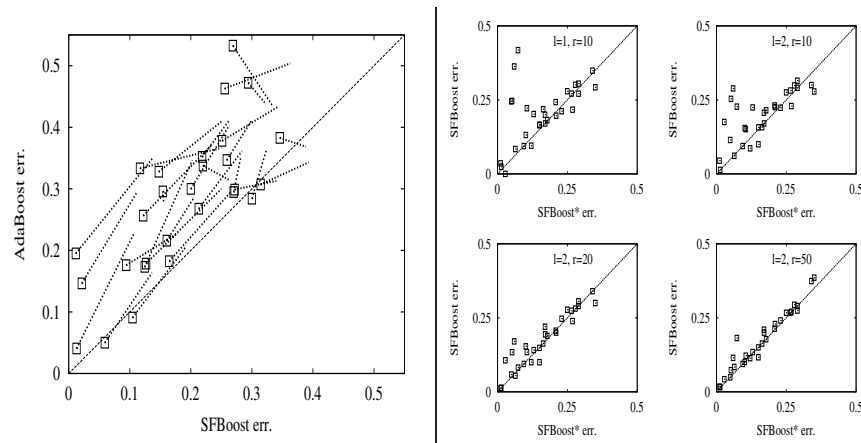 0.5
0.4
0.3
0.2
0.1
0
0 0.1 0.2 0.3 0.4 0.5
AdaBoost err.
SFBoost err.
l=1, r=10
0.5
0.25
0
0 0.25 0.5
SFBoost err.
SFBoost* err.
l=2, r=10
0.5
0.25
0
0 0.25 0.5
SFBoost err.
SFBoost* err.
l=2, r=20
0.5
0.25
0
0 0.25 0.5
SFBoost err.
SFBoost* err.
l=2, r=50
0.5
0.25
0
0 0.25 0.5
SFBoost err.
SFBoost* err.